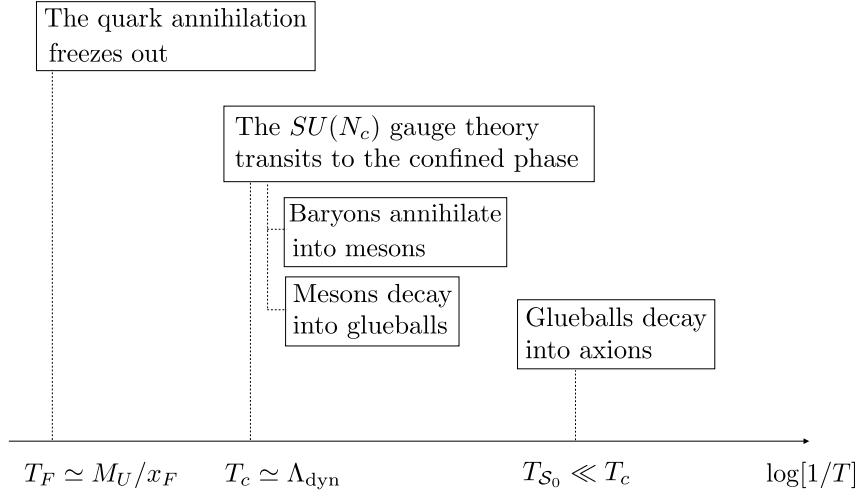 The quark annihilation
freezes out
The SU(N_c) gauge theory
transits to the confined phase
Baryons annihilate
into mesons
Mesons decay
into glueballs
Glueballs decay
into axions
T_F ≃ M_U/x_F
T_c ≃ Λ_dyn
T_{𝒮_0} ≪ T_c
log[1/T]